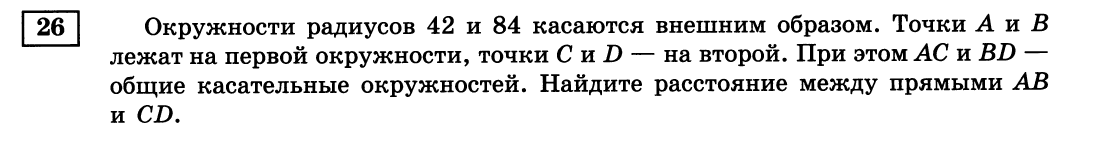 26 Окружности радиусов 42 и 84 касаются внешним образом. Точки A и B
лежат на первой окружности, точки C и D — на второй. При этом AC и BD —
общие касательные окружностей. Найдите расстояние между прямыми AB
и CD.